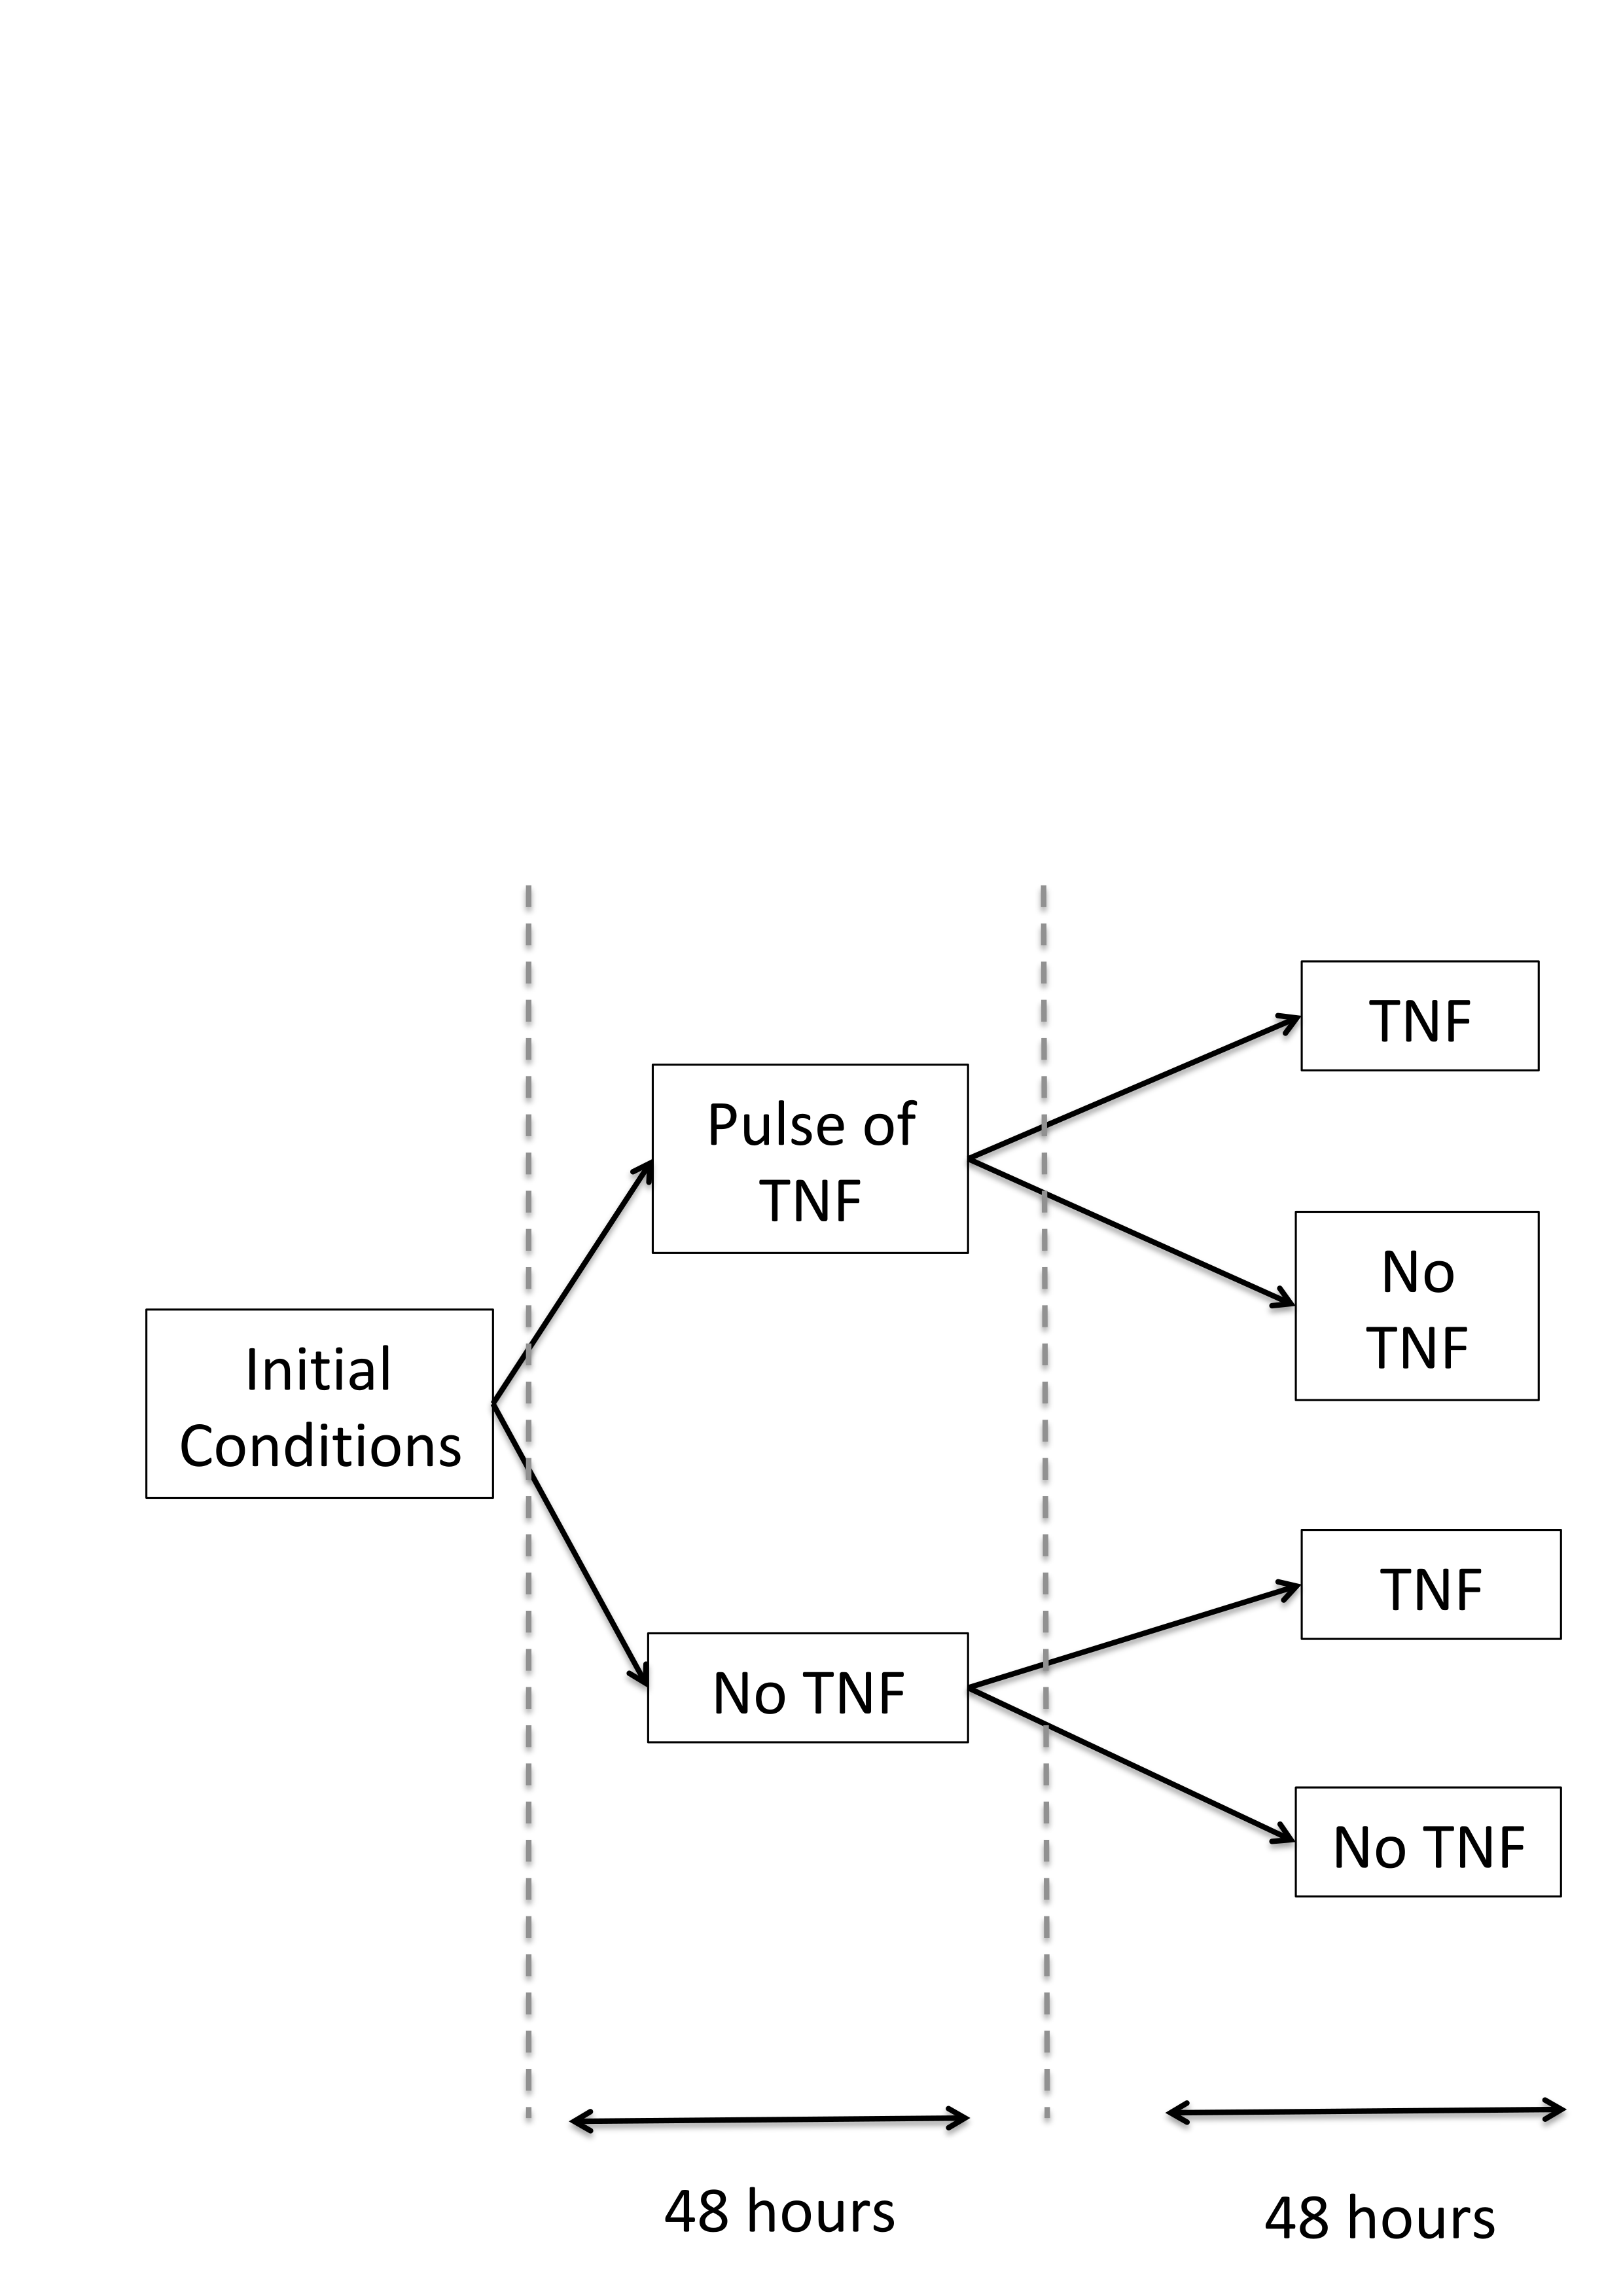 Initial
Conditions
Pulse of
TNF
No TNF
TNF
No
TNF
TNF
No TNF
48 hours
48 hours